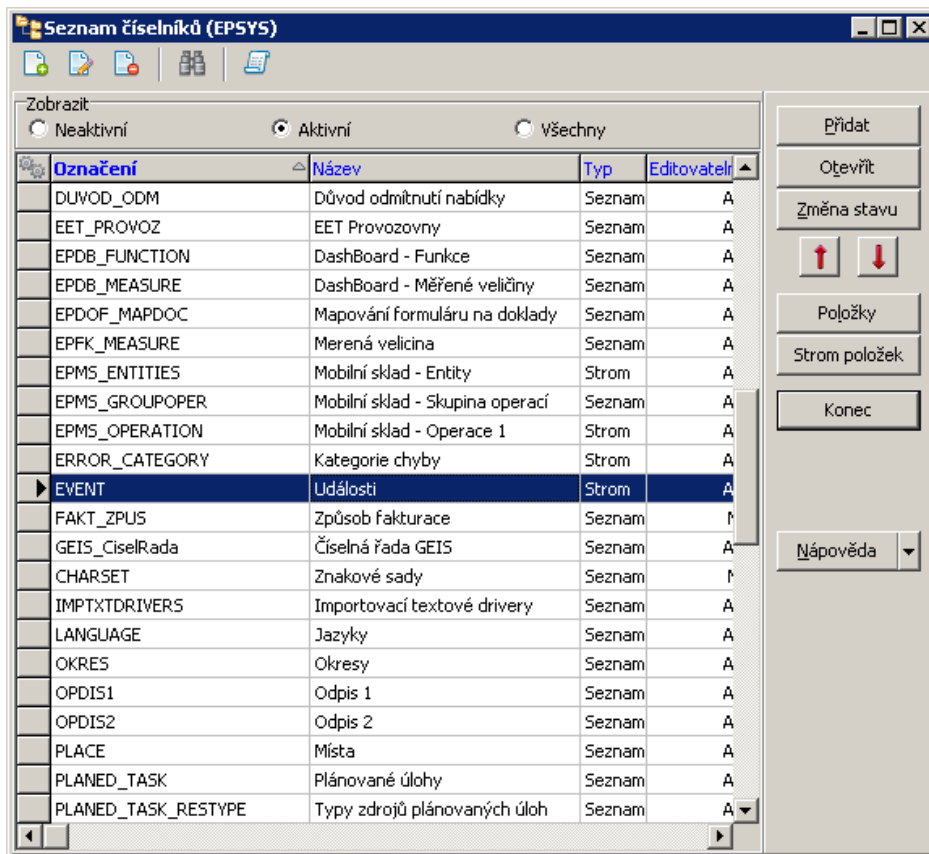 Seznam číselníků (EPSYS)
Zobrazit
Neaktivní Aktivní Všechny
Označení Název Typ Editovateln
DUVOD_ODM Důvod odmítnutí nabídky Seznam A
EET_PROVOZ EET Provozovny Seznam A
EPDB_FUNCTION DashBoard - Funkce Seznam A
EPDB_MEASURE DashBoard - Měřené veličiny Seznam A
EPDOF_MAPDOC Mapování formuláru na doklady Seznam A
EPFK_MEASURE Merená velicina Seznam A
EPMS_ENTITIES Mobilní sklad - Entity Strom A
EPMS_GROUPOPER Mobilní sklad - Skupina operací Seznam A
EPMS_OPERATION Mobilní sklad - Operace 1 Strom A
ERROR_CATEGORY Kategorie chyby Strom A
EVENT Události Strom A
FAKT_ZPUS Způsob fakturace Seznam N
GEIS_CiselRada Číselná řada GEIS Seznam A
CHARSET Znakové sady Seznam N
IMPTXTDRIVERS Importovací textové drivery Seznam A
LANGUAGE Jazyky Seznam A
OKRES Okresy Seznam A
OPDIS1 Odpis 1 Seznam A
OPDIS2 Odpis 2 Seznam A
PLACE Místa Seznam A
PLANED_TASK Plánované úlohy Seznam A
PLANED_TASK_RESTYPE Typy zdrojů plánovaných úloh Seznam A
Přidat
Otevřít
Změna stavu
Položky
Strom položek
Konec
Nápověda